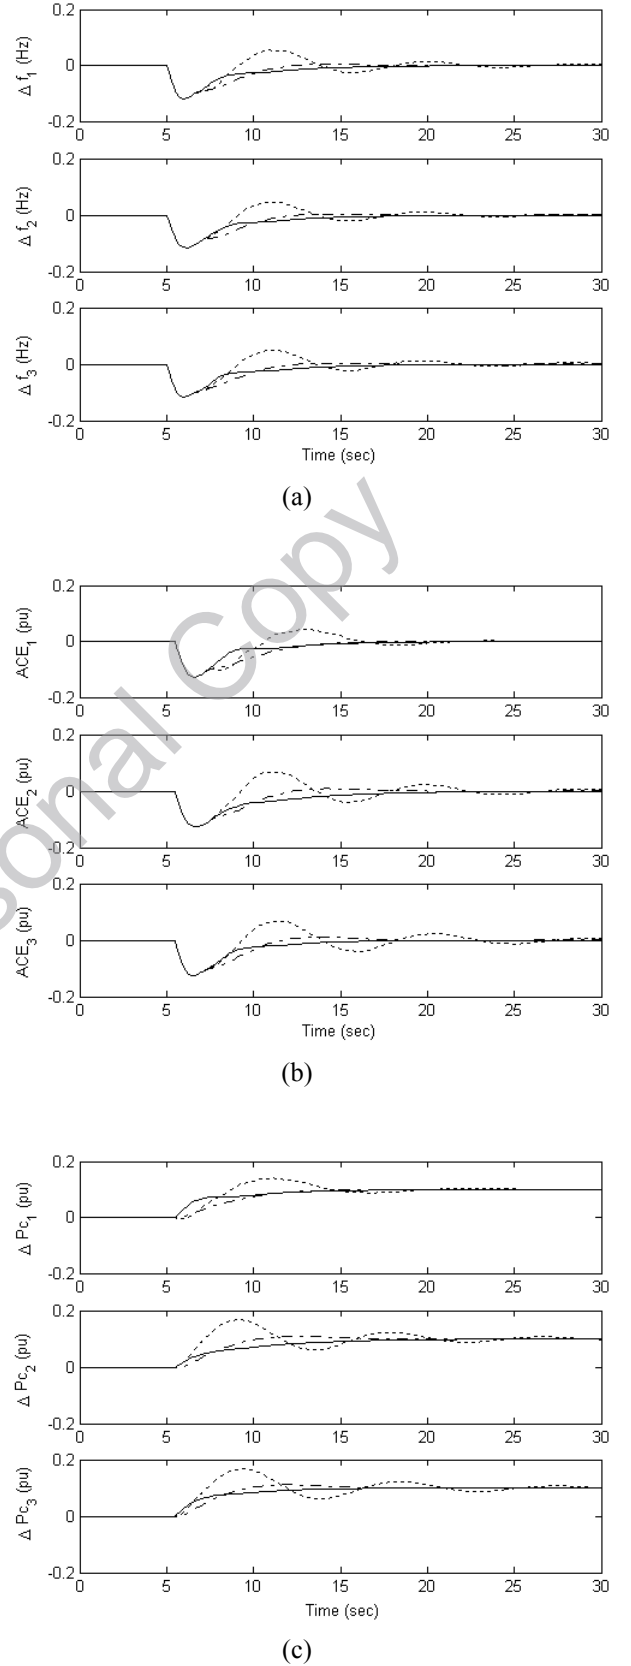 0.2
Δ f1 (Hz)
0
-0.2
0 5 10 15 20 25 30
0.2
Δ f2 (Hz)
0
-0.2
0 5 10 15 20 25 30
0.2
Δ f3 (Hz)
0
-0.2
0 5 10 15 20 25 30
Time (sec)
(a)
0.2
ACE1 (pu)
0
-0.2
0 5 10 15 20 25 30
0.2
ACE2 (pu)
0
-0.2
0 5 10 15 20 25 30
0.2
ACE3 (pu)
0
-0.2
0 5 10 15 20 25 30
Time (sec)
(b)
sonal Copy
0.2
Δ Pc1 (pu)
0
-0.2
0 5 10 15 20 25 30
0.2
Δ Pc2 (pu)
0
-0.2
0 5 10 15 20 25 30
0.2
Δ Pc3 (pu)
0
-0.2
0 5 10 15 20 25 30
Time (sec)
(c)